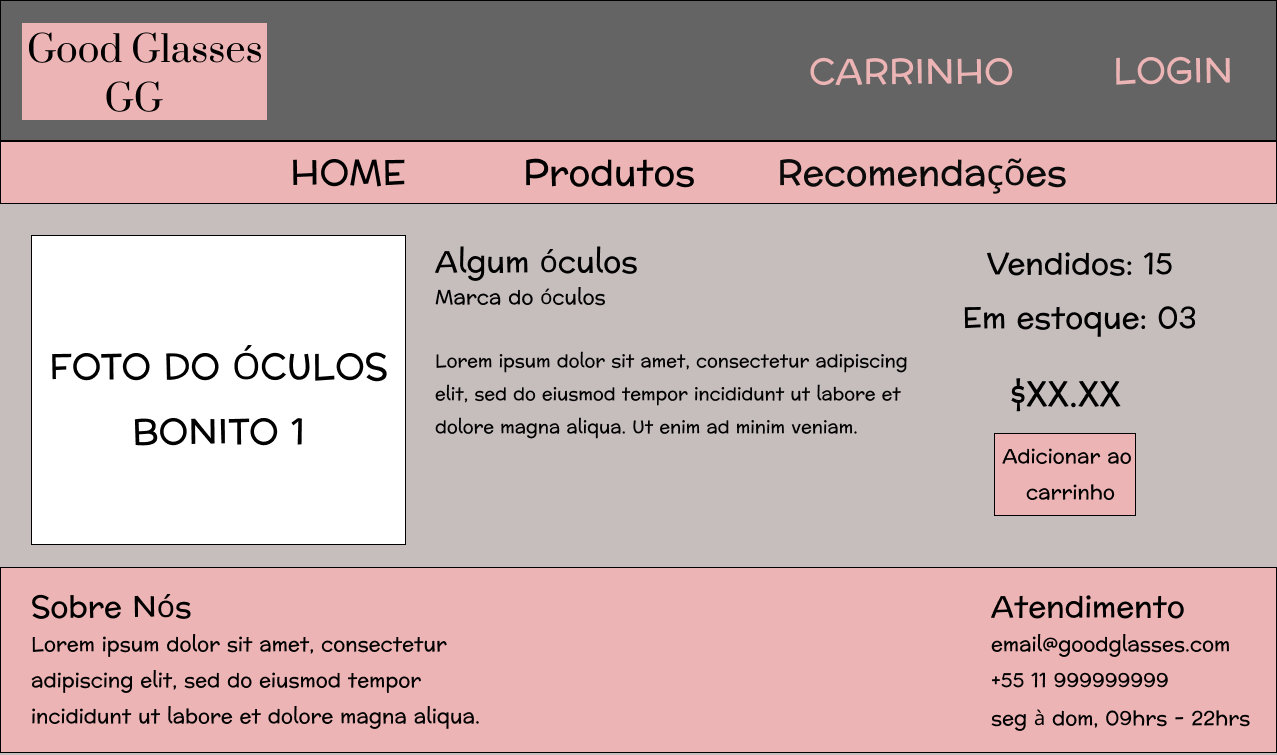 Good Glasses
GG
CARRINHO
LOGIN
HOME
Produtos
Recomendações
FOTO DO ÓCULOS
BONITO 1
Algum óculos
Marca do óculos
Lorem ipsum dolor sit amet, consectetur adipiscing
elit, sed do eiusmod tempor incididunt ut labore et
dolore magna aliqua. Ut enim ad minim veniam.
Vendidos: 15
Em estoque: 03
$XX.XX
Adicionar ao
carrinho
Sobre Nós
Lorem ipsum dolor sit amet, consectetur
adipiscing elit, sed do eiusmod tempor
incididunt ut labore et dolore magna aliqua.
Atendimento
email@goodglasses.com
+55 11 999999999
seg à dom, 09hrs - 22hrs